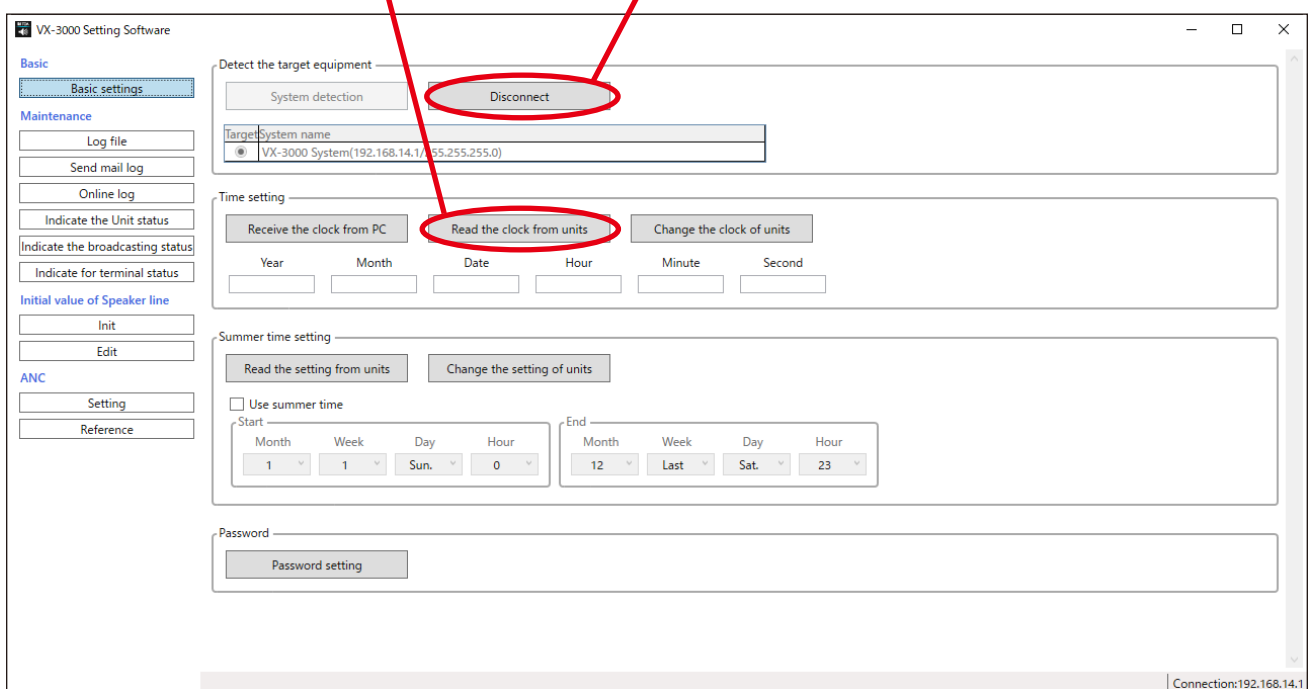 VX-3000 Setting Software
Basic
Basic settings
Maintenance
Log file
Send mail log
Online log
Indicate the Unit status
Indicate the broadcasting status
Indicate for terminal status
Initial value of Speaker line
Init
Edit
ANC
Setting
Reference
Detect the target equipment
System detection Disconnect
Target System name
VX-3000 System(192.168.14.1/255.255.255.0)
Time setting
Receive the clock from PC Read the clock from units Change the clock of units
Year Month Date Hour Minute Second
Summer time setting
Read the setting from units Change the setting of units
Use summer time
Start
Month Week Day Hour
1 1 Sun. 0
End
Month Week Day Hour
12 Last Sat. 23
Password
Password setting
Connection:192.168.14.1